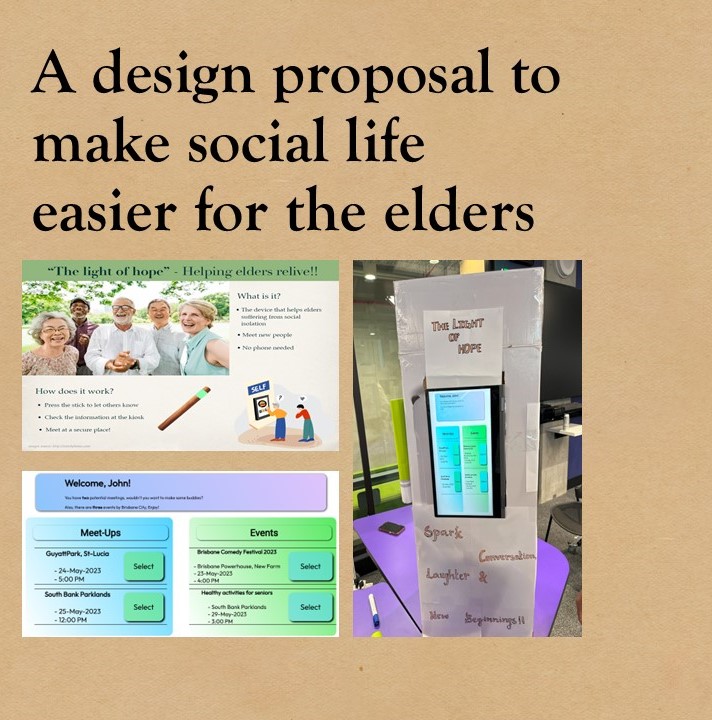 A design proposal to
make social life
easier for the elders
“The light of hope” - Helping elders relive!!
What is it?
• The device that helps elders
suffering from social
isolation
• Meet new people
• No phone needed
How does it work?
• Press the stick to let others know
• Check the information at the kiosk
• Meet at a secure place!
SELF
Welcome, John!
You have two potential meetings, wouldn't you want to make some buddies?
Also, there are three events by Brisbane City. Enjoy!
Meet-Ups
GuyattPark, St-Lucia
- 24-May-2023
- 5:00 PM
Select
South Bank Parklands
- 25-May-2023
- 12:00 PM
Select
Events
Brisbane Comedy Festival 2023
- Brisbane Powerhouse, New Farm
- 23-May-2023
- 4:00 PM
Select
Healthy activities for seniors
- South Bank Parklands
- 29-May-2023
- 3:00 PM
Select
THE LIGHT
OF
HOPE
Spark
Conversation,
Laughter &
New Beginnings!!